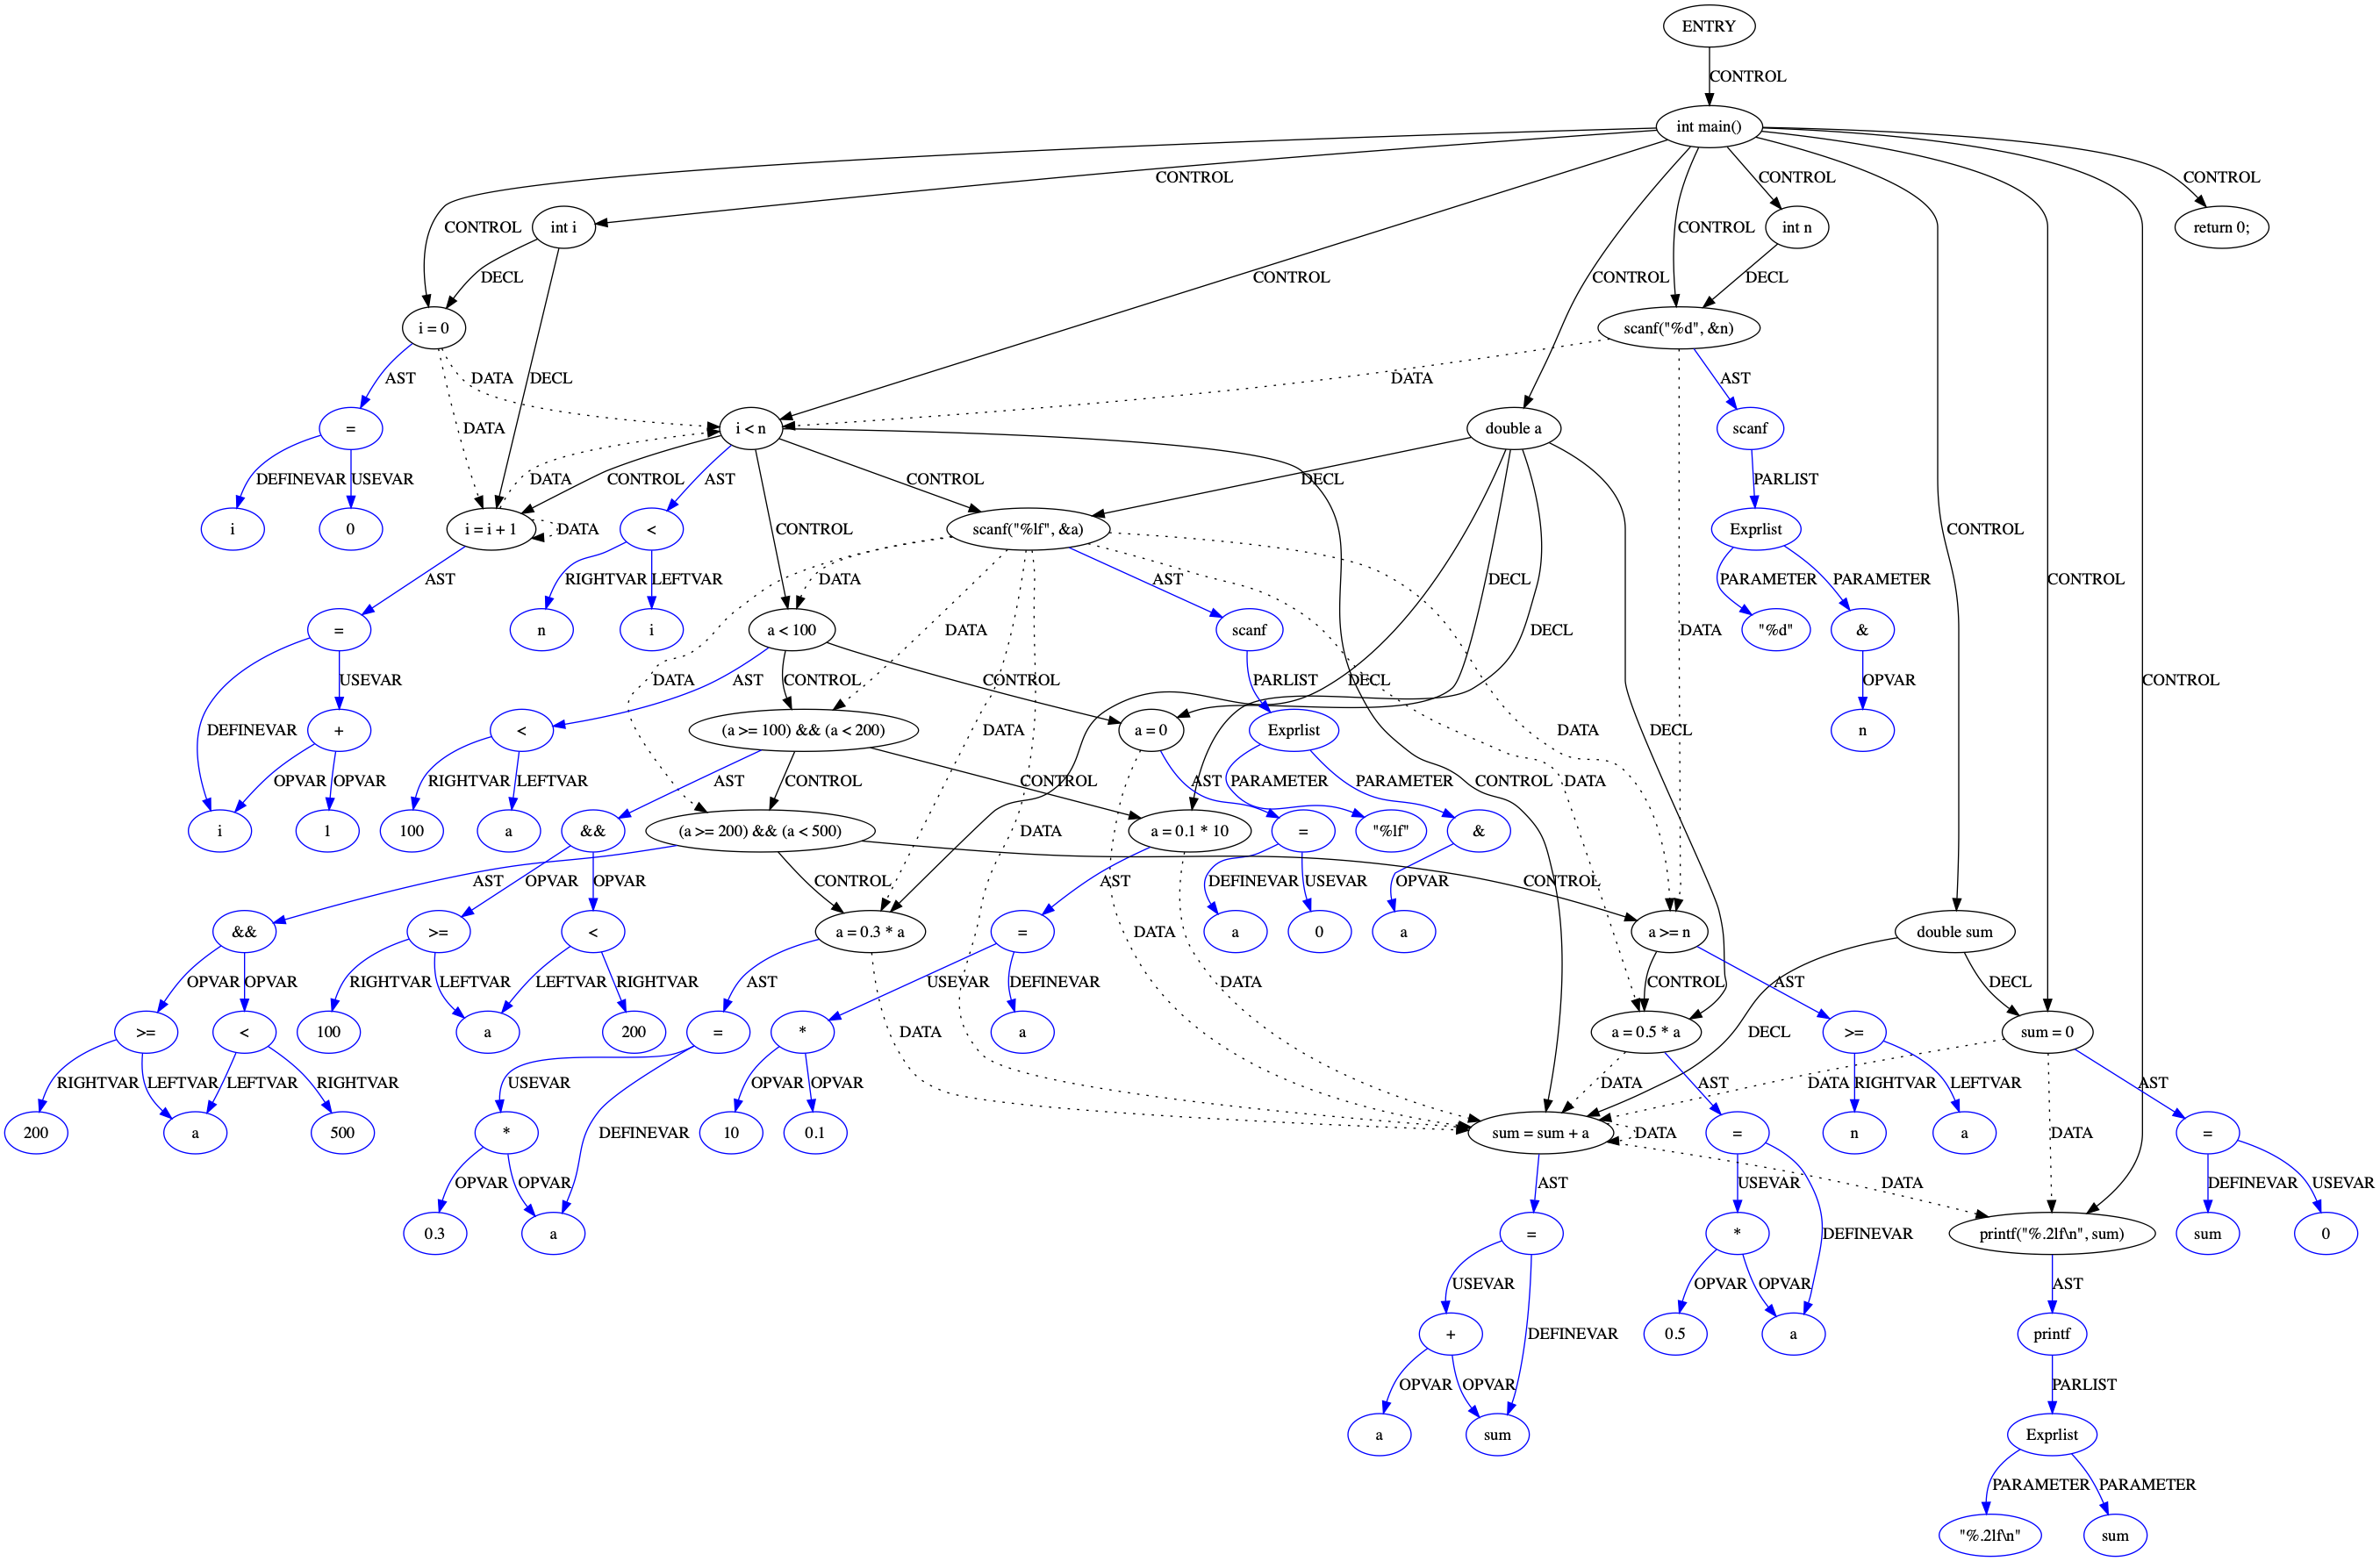 ENTRY
CONTROL
int main()
CONTROL
CONTROL
CONTROL
int i
int n
return 0;
CONTROL
CONTROL
DECL
CONTROL
CONTROL
DECL
i = 0
scanf("%d", &n)
AST
DATA
DECL
DATA
AST
=
i < n
double a
scanf
DATA
DEFINEVAR
USEVAR
DATA
CONTROL
AST
CONTROL
DECL
PARLIST
i
0
i = i + 1
DATA
<
scanf("%lf", &a)
Exprlist
CONTROL
CONTROL
AST
RIGHTVAR
LEFTVAR
DATA
AST
DECL
PARAMETER
PARAMETER
CONTROL
=
n
i
a < 100
DATA
scanf
DECL
DATA
"%d"
&
USEVAR
DATA
AST
CONTROL
CONTROL
PARLIST
DECL
OPVAR
CONTROL
DEFINEVAR
+
<
(a >= 100) && (a < 200)
a = 0
DATA
Exprlist
DATA
DECL
n
OPVAR
OPVAR
RIGHTVAR
LEFTVAR
AST
CONTROL
CONTROL
AST
PARAMETER
PARAMETER
DATA
CONTROL
i
1
100
a
&&
(a >= 200) && (a < 500)
DATA
a = 0.1 * 10
=
"%lf"
&
AST
OPVAR
OPVAR
CONTROL
AST
DEFINEVAR
USEVAR
OPVAR
CONTROL
&&
>=
<
a = 0.3 * a
=
DATA
a
0
a
a >= n
double sum
OPVAR
OPVAR
RIGHTVAR
LEFTVAR
LEFTVAR
RIGHTVAR
AST
USEVAR
DEFINEVAR
DATA
CONTROL
AST
DECL
>=
<
100
a
200
=
DATA
*
a
a = 0.5 * a
DECL
>=
sum = 0
RIGHTVAR
LEFTVAR
LEFTVAR
RIGHTVAR
USEVAR
OPVAR
OPVAR
DATA
AST
DATA
RIGHTVAR
LEFTVAR
AST
200
a
500
*
DEFINEVAR
10
0.1
sum = sum + a
DATA
=
n
a
DATA
=
OPVAR
OPVAR
AST
USEVAR
DATA
DEFINEVAR
USEVAR
0.3
a
=
*
DEFINEVAR
printf("%.2lf\n", sum)
sum
0
USEVAR
OPVAR
OPVAR
AST
+
DEFINEVAR
0.5
a
printf
OPVAR
OPVAR
PARLIST
a
sum
Exprlist
PARAMETER
PARAMETER
"%.2lf\n"
sum